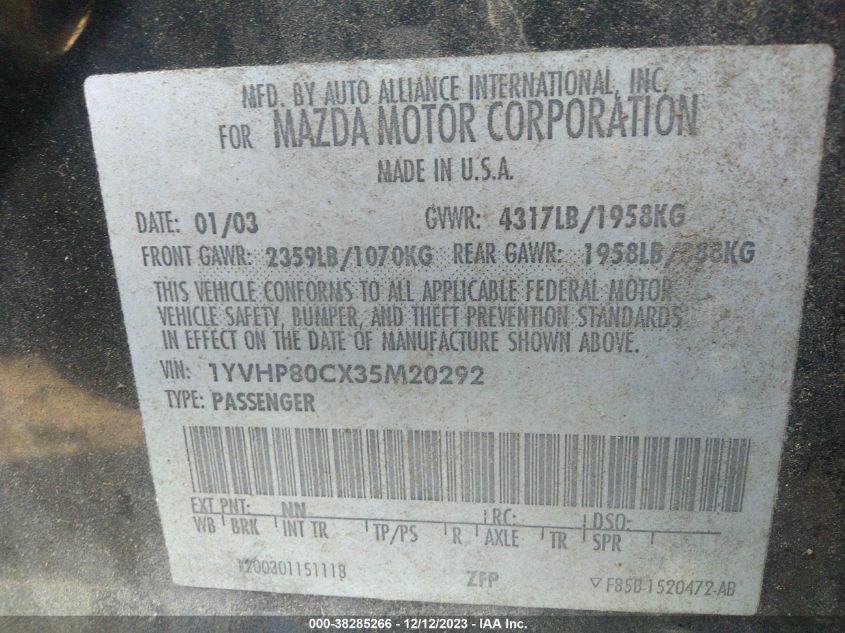 MFD. BY AUTO ALLIANCE INTERNATIONAL, INC.
FOR MAZDA MOTOR CORPORATION
MADE IN U.S.A.
DATE: 01/03 GVWR: 4317LB/1958KG
FRONT GAWR: 2359LB/1070KG REAR GAWR: 1958LB/888KG
THIS VEHICLE CONFORMS TO ALL APPLICABLE FEDERAL MOTOR
VEHICLE SAFETY, BUMPER, AND THEFT PREVENTION STANDARDS
IN EFFECT ON THE DATE OF MANUFACTURE SHOWN ABOVE.
VIN: 1YVHP80CX35M20292
TYPE: PASSENGER
EXT PNT: NN RC: DSO:
WB BRK INT TR TP/PS R AXLE TR SPR
ZFP F85B-1520472-AB
000-38285266 - 12/12/2023 - IAA Inc.